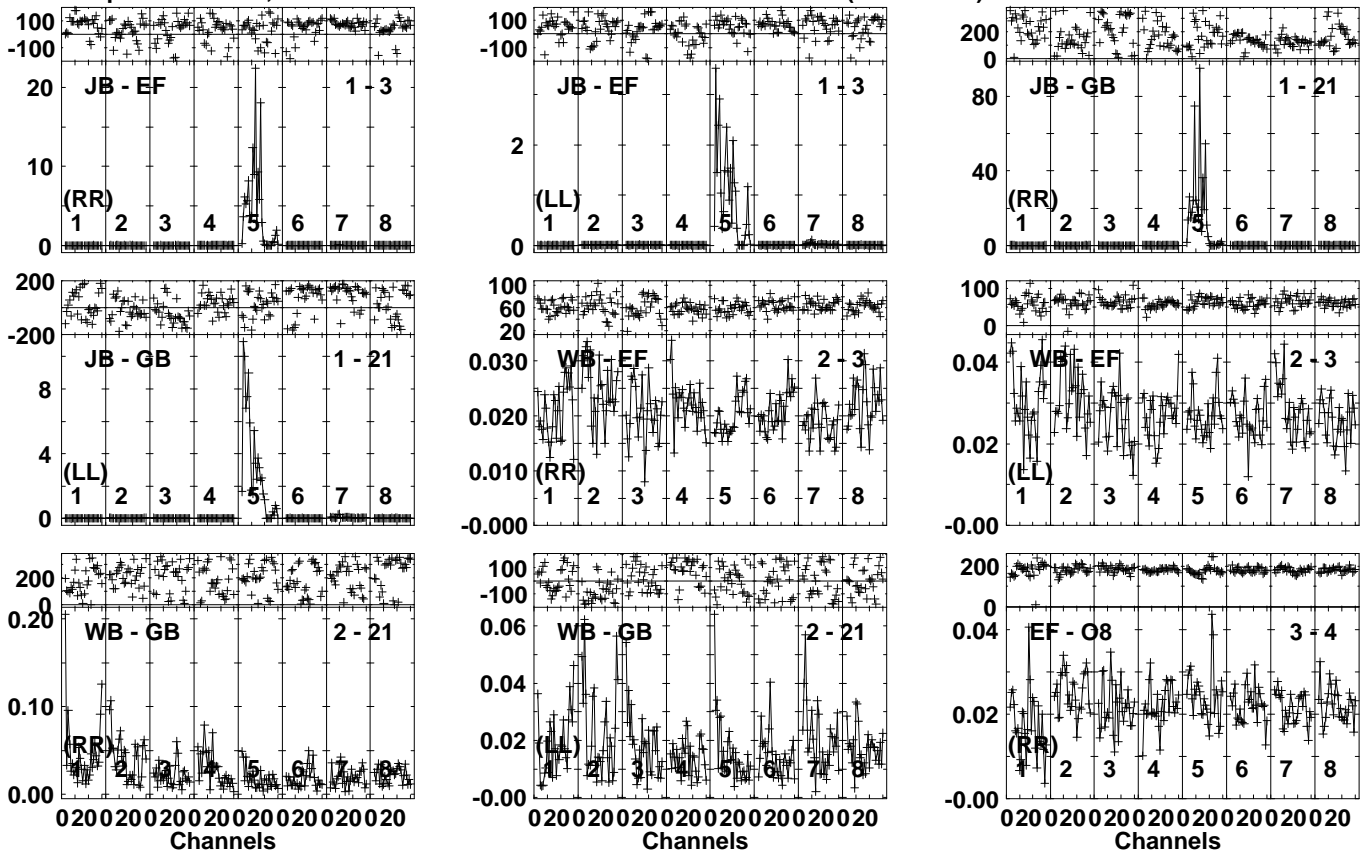 100
-100
20
10
0
JB - EF 1 - 3
(RR)
1 2 3 4 5 6 7 8
100
-100
2
0
JB - EF 1 - 3
(LL)
1 2 3 4 5 6 7 8
200
0
80
40
0
JB - GB 1 - 21
(RR)
1 2 3 4 5 6 7 8
200
-200
8
4
0
JB - GB 1 - 21
(LL)
1 2 3 4 5 6 7 8
100
60
20
0.030
0.020
0.010
-0.000
WB - EF 2 - 3
(RR)
1 2 3 4 5 6 7 8
100
0
0.04
0.02
-0.00
WB - EF 2 - 3
(LL)
1 2 3 4 5 6 7 8
200
0
0.20
0.10
0.00
WB - GB 2 - 21
(RR)
1 2 3 4 5 6 7 8
0 20 0 20 0 20 0 20 0 20 0 20 0 20 0 20
Channels
100
-100
0.06
0.04
0.02
-0.00
WB - GB 2 - 21
(LL)
1 2 3 4 5 6 7 8
0 20 0 20 0 20 0 20 0 20 0 20 0 20 0 20
Channels
200
0
0.04
0.02
-0.00
EF - O8 3 - 4
(RR)
1 2 3 4 5 6 7 8
0 20 0 20 0 20 0 20 0 20 0 20 0 20 0 20
Channels